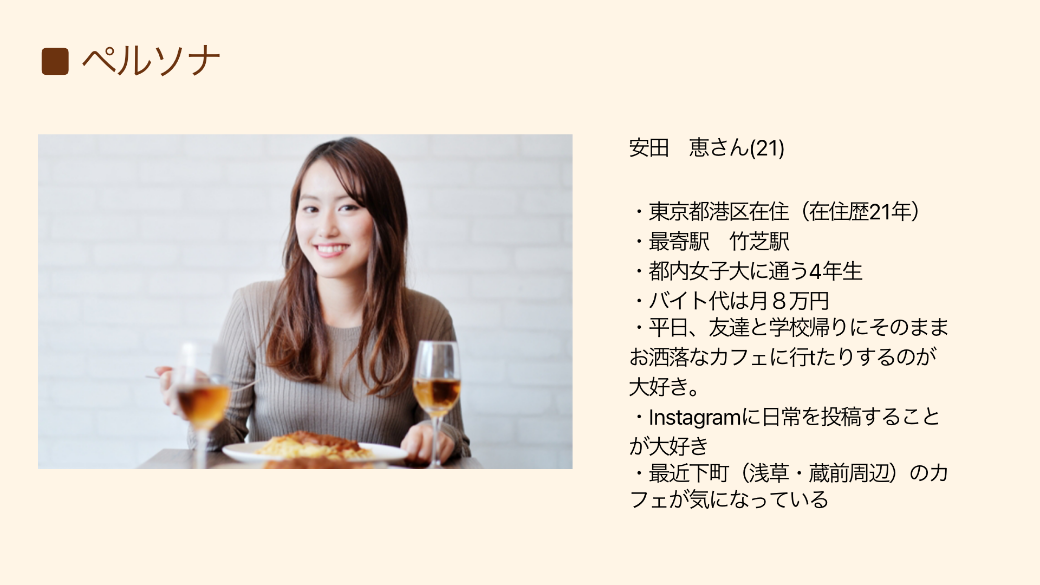 ペルソナ
安田　恵さん(21)
・東京都港区在住（在住歴21年）
・最寄駅　竹芝駅
・都内女子大に通う4年生
・バイト代は月８万円
・平日、友達と学校帰りにそのまま
お洒落なカフェに行tたりするのが
大好き。
・Instagramに日常を投稿すること
が大好き
・最近下町（浅草・蔵前周辺）のカ
フェが気になっている